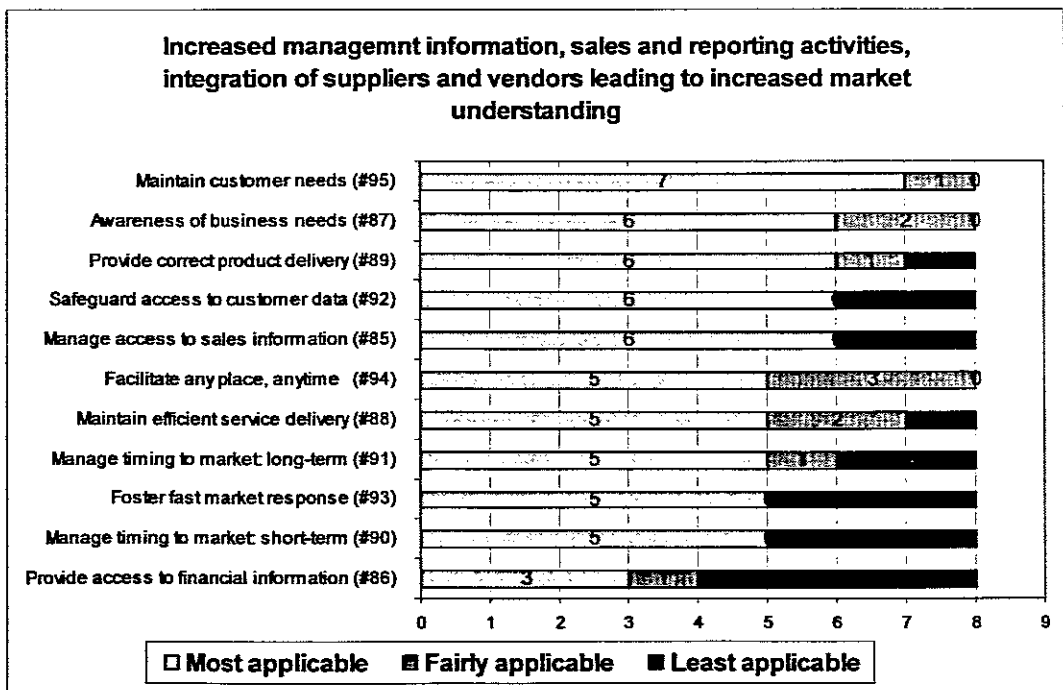 Increased managemnt information, sales and reporting activities,
integration of suppliers and vendors leading to increased market
understanding
Maintain customer needs (#95)
7 1 0
Awareness of business needs (#87)
6 2 0
Provide correct product delivery (#89)
6 1
Safeguard access to customer data (#92)
6
Manage access to sales information (#85)
6
Facilitate any place, anytime (#94)
5 3 0
Maintain efficient service delivery (#88)
5 2
Manage timing to market: long-term (#91)
5 1
Foster fast market response (#93)
5
Manage timing to market: short-term (#90)
5
Provide access to financial information (#86)
3
0 1 2 3 4 5 6 7 8 9
Most applicable Fairly applicable Least applicable